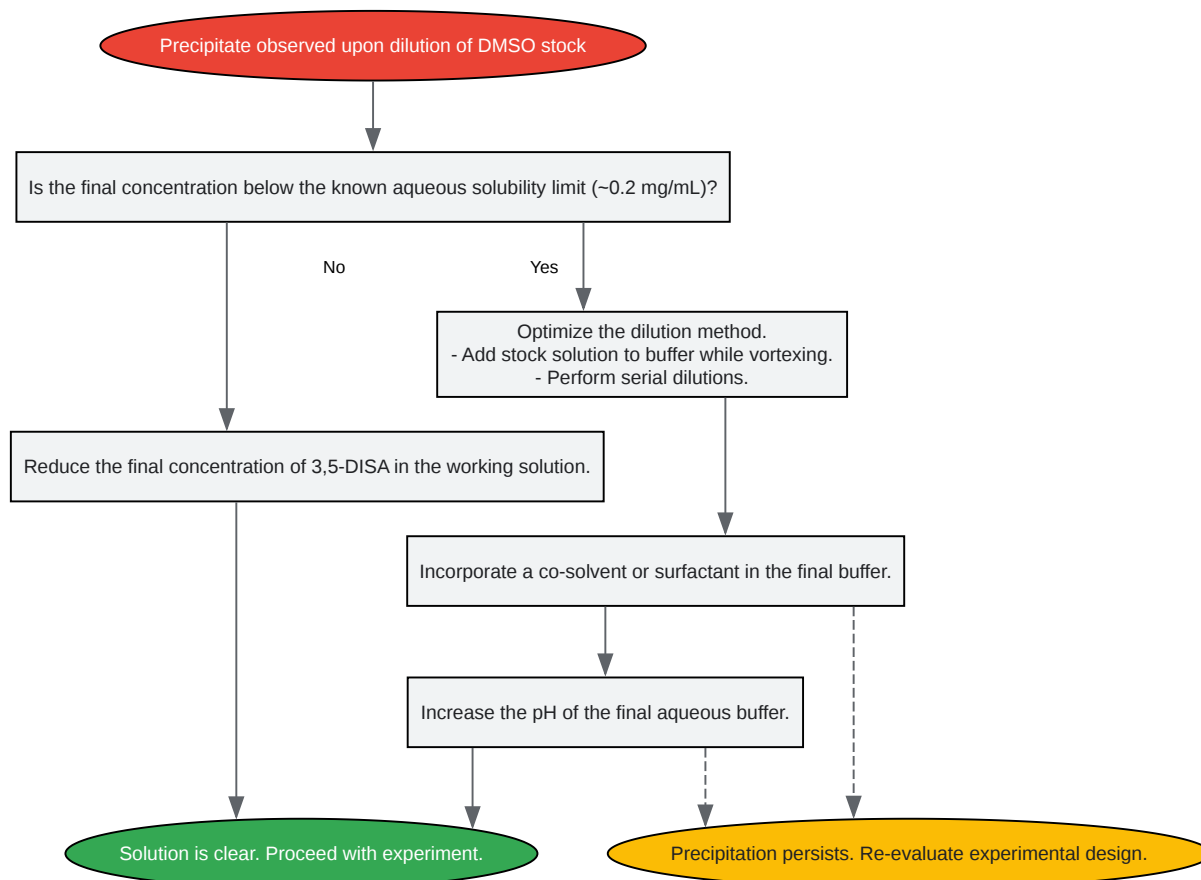 Precipitate observed upon dilution of DMSO stock
Is the final concentration below the known aqueous solubility limit (~0.2 mg/mL)?
No
Yes
Optimize the dilution method.
- Add stock solution to buffer while vortexing.
- Perform serial dilutions.
Reduce the final concentration of 3,5-DISA in the working solution.
Incorporate a co-solvent or surfactant in the final buffer.
Increase the pH of the final aqueous buffer.
Solution is clear. Proceed with experiment.
Precipitation persists. Re-evaluate experimental design.